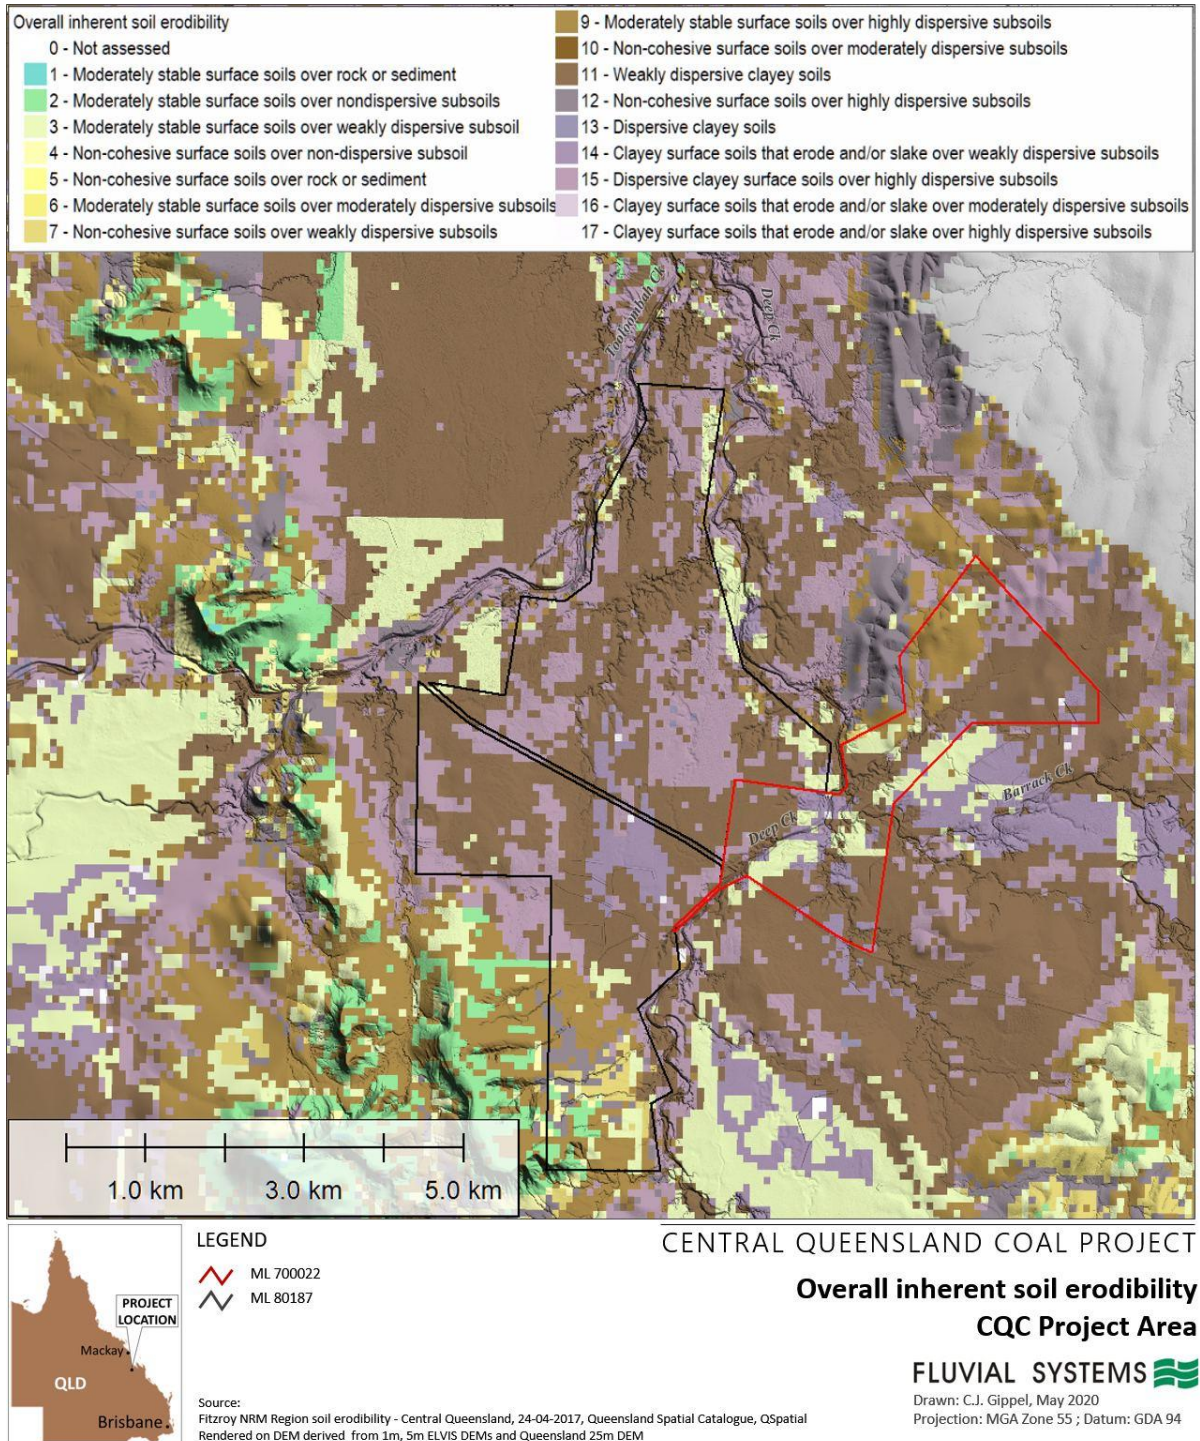 Overall inherent soil erodibility
0 - Not assessed
1 - Moderately stable surface soils over rock or sediment
2 - Moderately stable surface soils over nondispersive subsoils
3 - Moderately stable surface soils over weakly dispersive subsoil
4 - Non-cohesive surface soils over non-dispersive subsoil
5 - Non-cohesive surface soils over rock or sediment
6 - Moderately stable surface soils over moderately dispersive subsoils
7 - Non-cohesive surface soils over weakly dispersive subsoils
9 - Moderately stable surface soils over highly dispersive subsoils
10 - Non-cohesive surface soils over moderately dispersive subsoils
11 - Weakly dispersive clayey soils
12 - Non-cohesive surface soils over highly dispersive subsoils
13 - Dispersive clayey soils
14 - Clayey surface soils that erode and/or slake over weakly dispersive subsoils
15 - Dispersive clayey surface soils over highly dispersive subsoils
16 - Clayey surface soils that erode and/or slake over moderately dispersive subsoils
17 - Clayey surface soils that erode and/or slake over highly dispersive subsoils
Tooloombah Ck
Deep Ck
Barrack Ck
Deep Ck
1.0 km
3.0 km
5.0 km
PROJECT
LOCATION
Mackay
QLD
Brisbane
LEGEND
ML 700022
ML 80187
Source:
Fitzroy NRM Region soil erodibility - Central Queensland, 24-04-2017, Queensland Spatial Catalogue, QSpatial
Rendered on DEM derived from 1m, 5m ELVIS DEMs and Queensland 25m DEM
CENTRAL QUEENSLAND COAL PROJECT
Overall inherent soil erodibility
CQC Project Area
FLUVIAL SYSTEMS
Drawn: C.J. Gippel, May 2020
Projection: MGA Zone 55 ; Datum: GDA 94